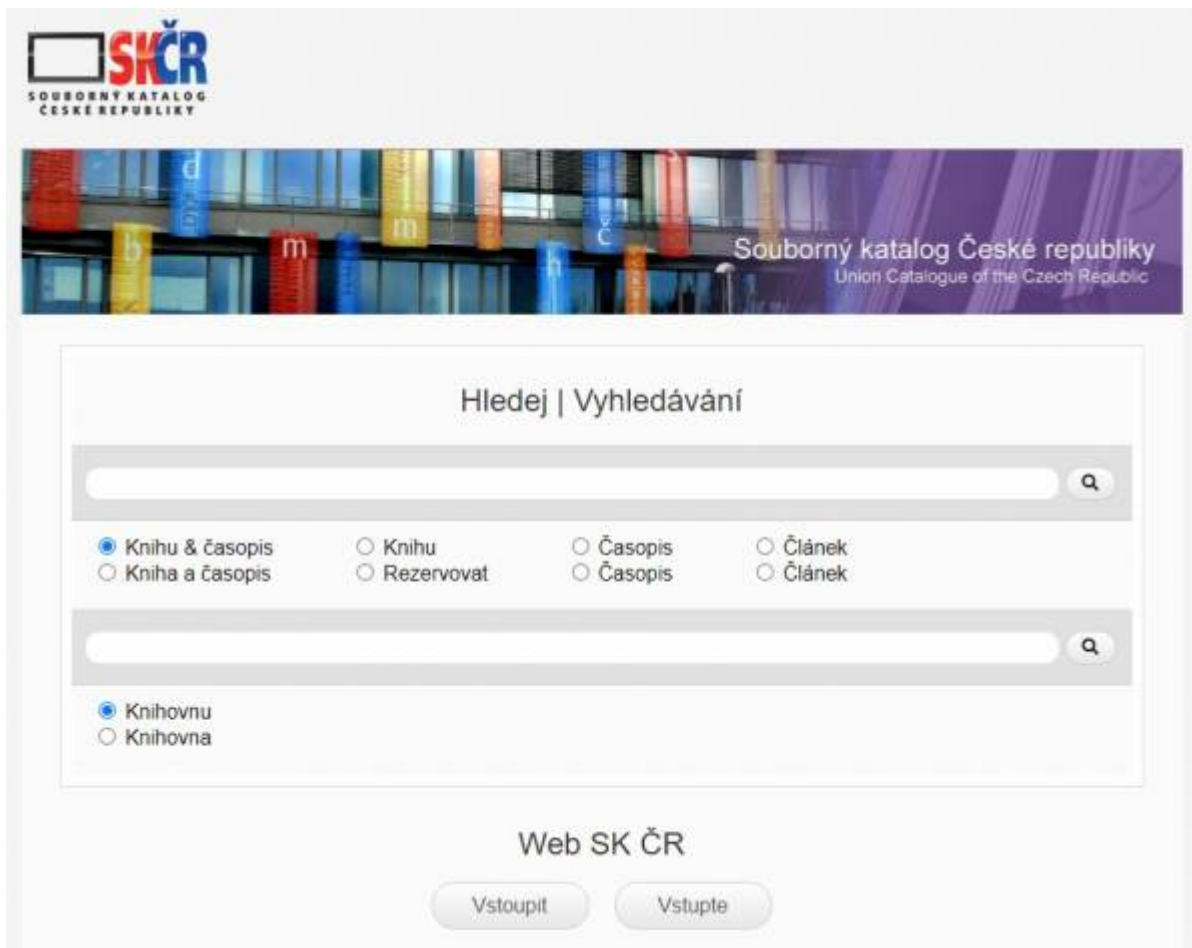 SKČR
SOUBORNÝ KATALOG
ČESKÉ REPUBLIKY
d
b
m
m
h
č
Souborný katalog České republiky
Union Catalogue of the Czech Republic
Hledej | Vyhledávání
Knihu & časopis Knihu Časopis Článek
Kniha a časopis Rezervovat Časopis Článek
Knihovnu
Knihovna
Web SK ČR
Vstoupit Vstupte